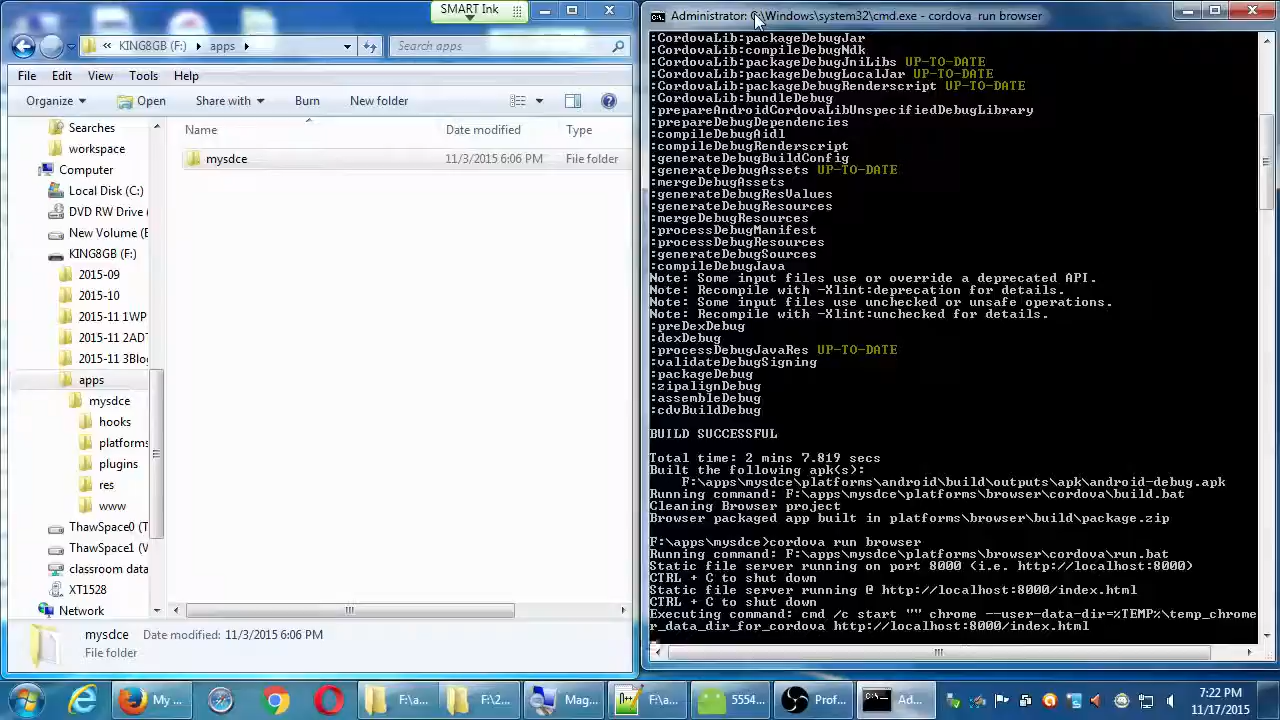 SMART Ink
KING8GB (F:)
apps
Search apps
File Edit View Tools Help
Organize Open Share with Burn New folder
Name Date modified Type
mysdce 11/3/2015 6:06 PM File folder
Searches
workspace
Computer
Local Disk (C:)
DVD RW Drive (
New Volume (E
KING8GB (F:)
2015-09
2015-10
2015-11 1WP
2015-11 2AD
2015-11 3Blo
apps
mysdce
hooks
platforms
plugins
res
www
ThawSpace0 (T
ThawSpace1 (V
classroom data
XT1528
Network
mysdce Date modified: 11/3/2015 6:06 PM
File folder
Administrator: C:\Windows\system32\cmd.exe - cordova run browser
:CordovaLib:packageDebugJar
:CordovaLib:compileDebugNdk
:CordovaLib:packageDebugJniLibs UP-TO-DATE
:CordovaLib:packageDebugLocalJar UP-TO-DATE
:CordovaLib:packageDebugRenderscript UP-TO-DATE
:CordovaLib:bundleDebug
:prepareAndroidCordovaLibUnspecifiedDebugLibrary
:prepareDebugDependencies
:compileDebugAidl
:compileDebugRenderscript
:generateDebugBuildConfig
:generateDebugAssets UP-TO-DATE
:mergeDebugAssets
:generateDebugResValues
:generateDebugResources
:mergeDebugResources
:processDebugManifest
:processDebugResources
:generateDebugSources
:compileDebugJava
Note: Some input files use or override a deprecated API.
Note: Recompile with -Xlint:deprecation for details.
Note: Some input files use unchecked or unsafe operations.
Note: Recompile with -Xlint:unchecked for details.
:preDexDebug
:dexDebug
:processDebugJavaRes UP-TO-DATE
:validateDebugSigning
:packageDebug
:zipalignDebug
:assembleDebug
:cdvBuildDebug
BUILD SUCCESSFUL
Total time: 2 mins 7.819 secs
Built the following apk(s):
F:\apps\mysdce\platforms\android\build\outputs\apk\android-debug.apk
Running command: F:\apps\mysdce\platforms\browser\cordova\build.bat
Cleaning Browser project
Browser packaged app built in platforms\browser\build\package.zip
F:\apps\mysdce>cordova run browser
Running command: F:\apps\mysdce\platforms\browser\cordova\run.bat
Static file server running on port 8000 (i.e. http://localhost:8000)
CTRL + C to shut down
Static file server running @ http://localhost:8000/index.html
CTRL + C to shut down
Executing command: cmd /c start "" chrome --user-data-dir=%TEMP%\temp_chrome
r_data_dir_for_cordova http://localhost:8000/index.html
My ... F:\a... F:\2... Mag... F:\a... 5554... Prof... Ad...
7:22 PM
11/17/2015